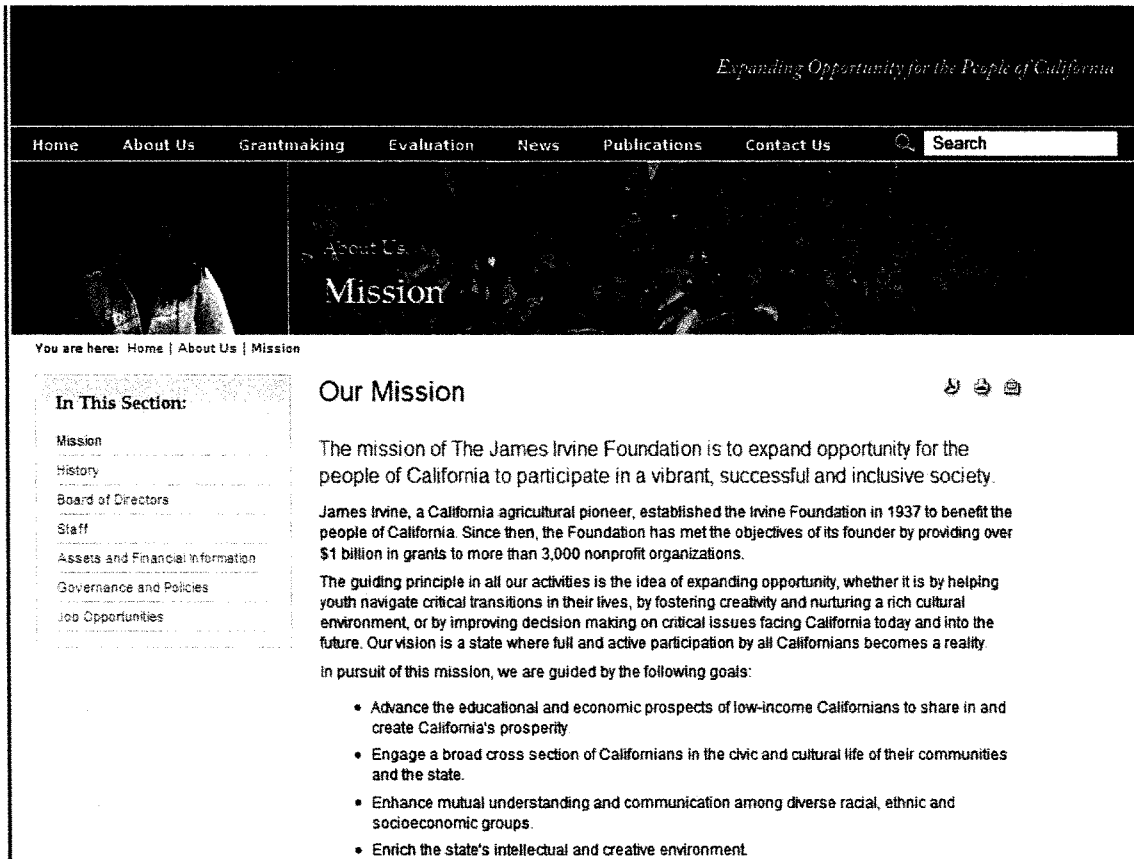 Expanding Opportunity for the People of California
Home About Us Grantmaking Evaluation News Publications Contact Us Search
About Us
Mission
You are here: Home | About Us | Mission
In This Section:
Mission
History
Board of Directors
Staff
Assets and Financial Information
Governance and Policies
Job Opportunities
Our Mission
The mission of The James Irvine Foundation is to expand opportunity for the
people of California to participate in a vibrant, successful and inclusive society.
James Irvine, a California agricultural pioneer, established the Irvine Foundation in 1937 to benefit the
people of California. Since then, the Foundation has met the objectives of its founder by providing over
$1 billion in grants to more than 3,000 nonprofit organizations.
The guiding principle in all our activities is the idea of expanding opportunity, whether it is by helping
youth navigate critical transitions in their lives, by fostering creativity and nurturing a rich cultural
environment, or by improving decision making on critical issues facing California today and into the
future. Our vision is a state where full and active participation by all Californians becomes a reality.
In pursuit of this mission, we are guided by the following goals:
• Advance the educational and economic prospects of low-income Californians to share in and
create California's prosperity.
• Engage a broad cross section of Californians in the civic and cultural life of their communities
and the state.
• Enhance mutual understanding and communication among diverse racial, ethnic and
socioeconomic groups.
• Enrich the state's intellectual and creative environment.